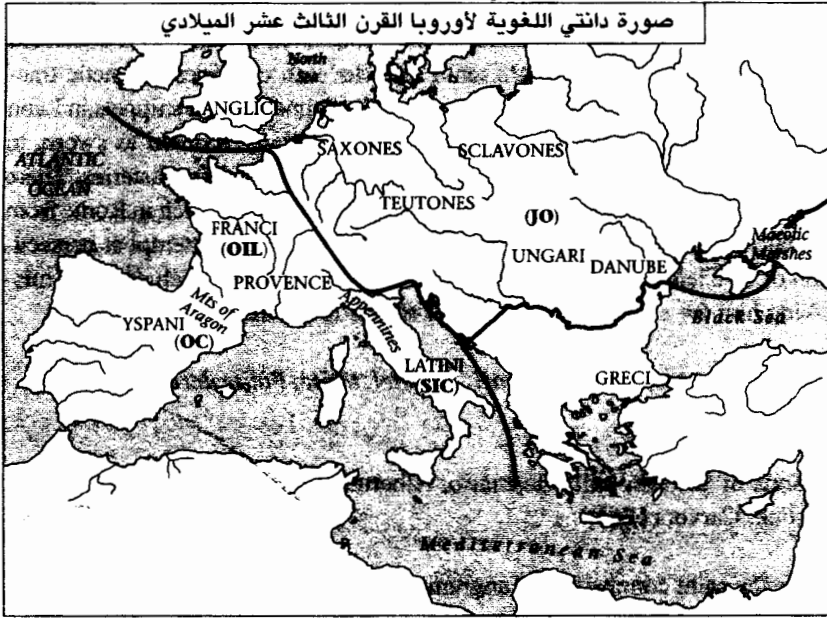 صورة دانتي اللغوية لأوروبا القرن الثالث عشر الميلادي
North
Sea
ANGLICI
ATLANTIC
OCEAN
SAXONES
SCLAVONES
TEUTONES
(JO)
FRANCI
(OIL)
UNGARI
DANUBE
Maeotic
Marshes
PROVENCE
Black Sea
Mts of
Aragon
Appennines
YSPANI
(OC)
LATINI
(SIC)
GRECI
Mediterranean Sea